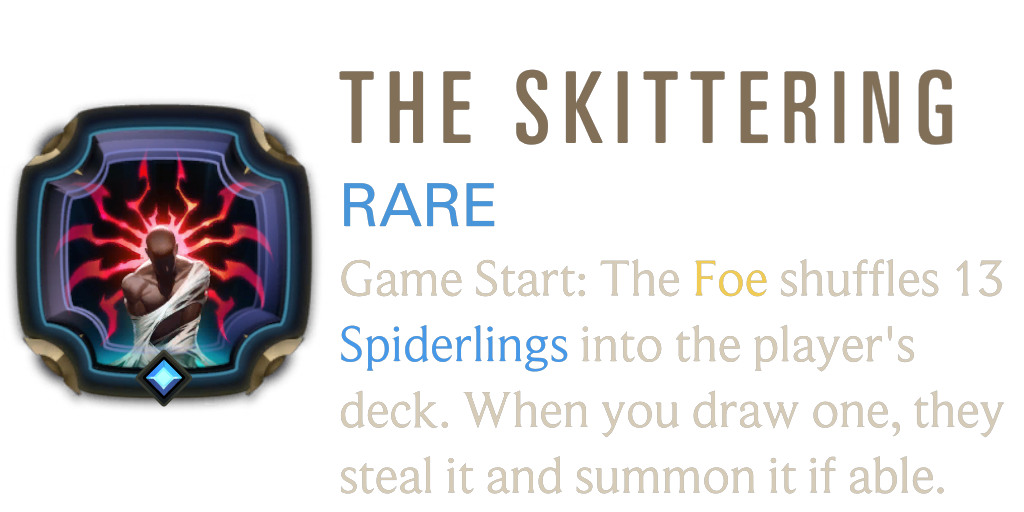 THE SKITTERING
RARE
Game Start: The Foe shuffles 13
Spiderlings into the player's
deck. When you draw one, they
steal it and summon it if able.